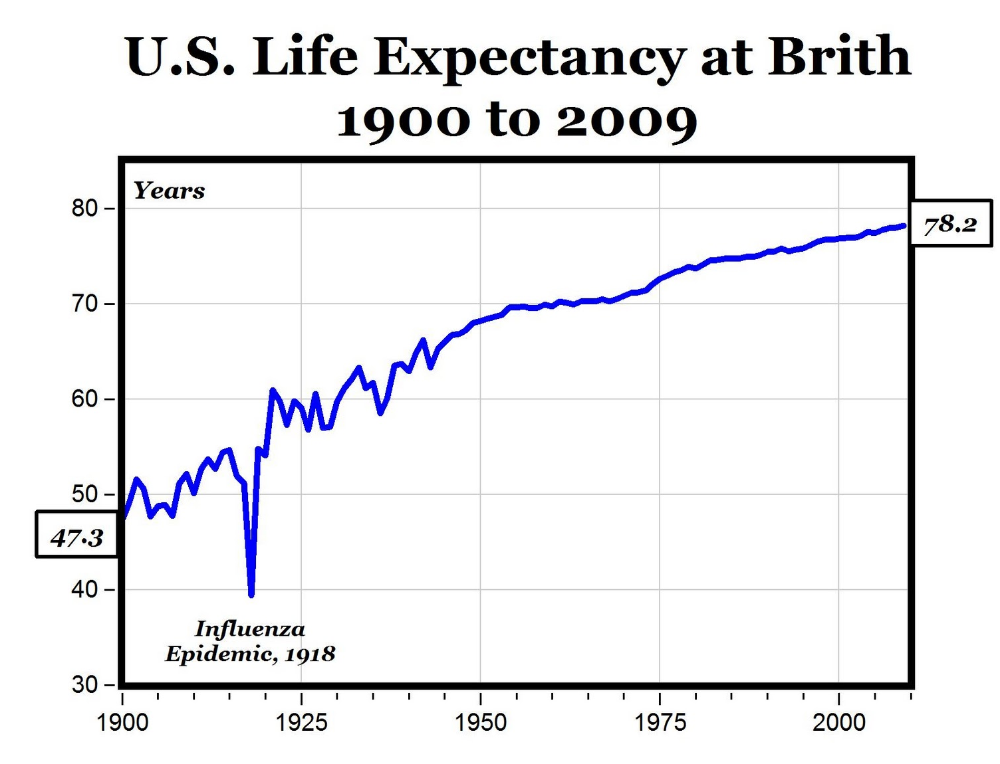 U.S. Life Expectancy at Brith
1900 to 2009
Years
80
78.2
70
60
50
47.3
40
Influenza
Epidemic, 1918
30
1900 1925 1950 1975 2000